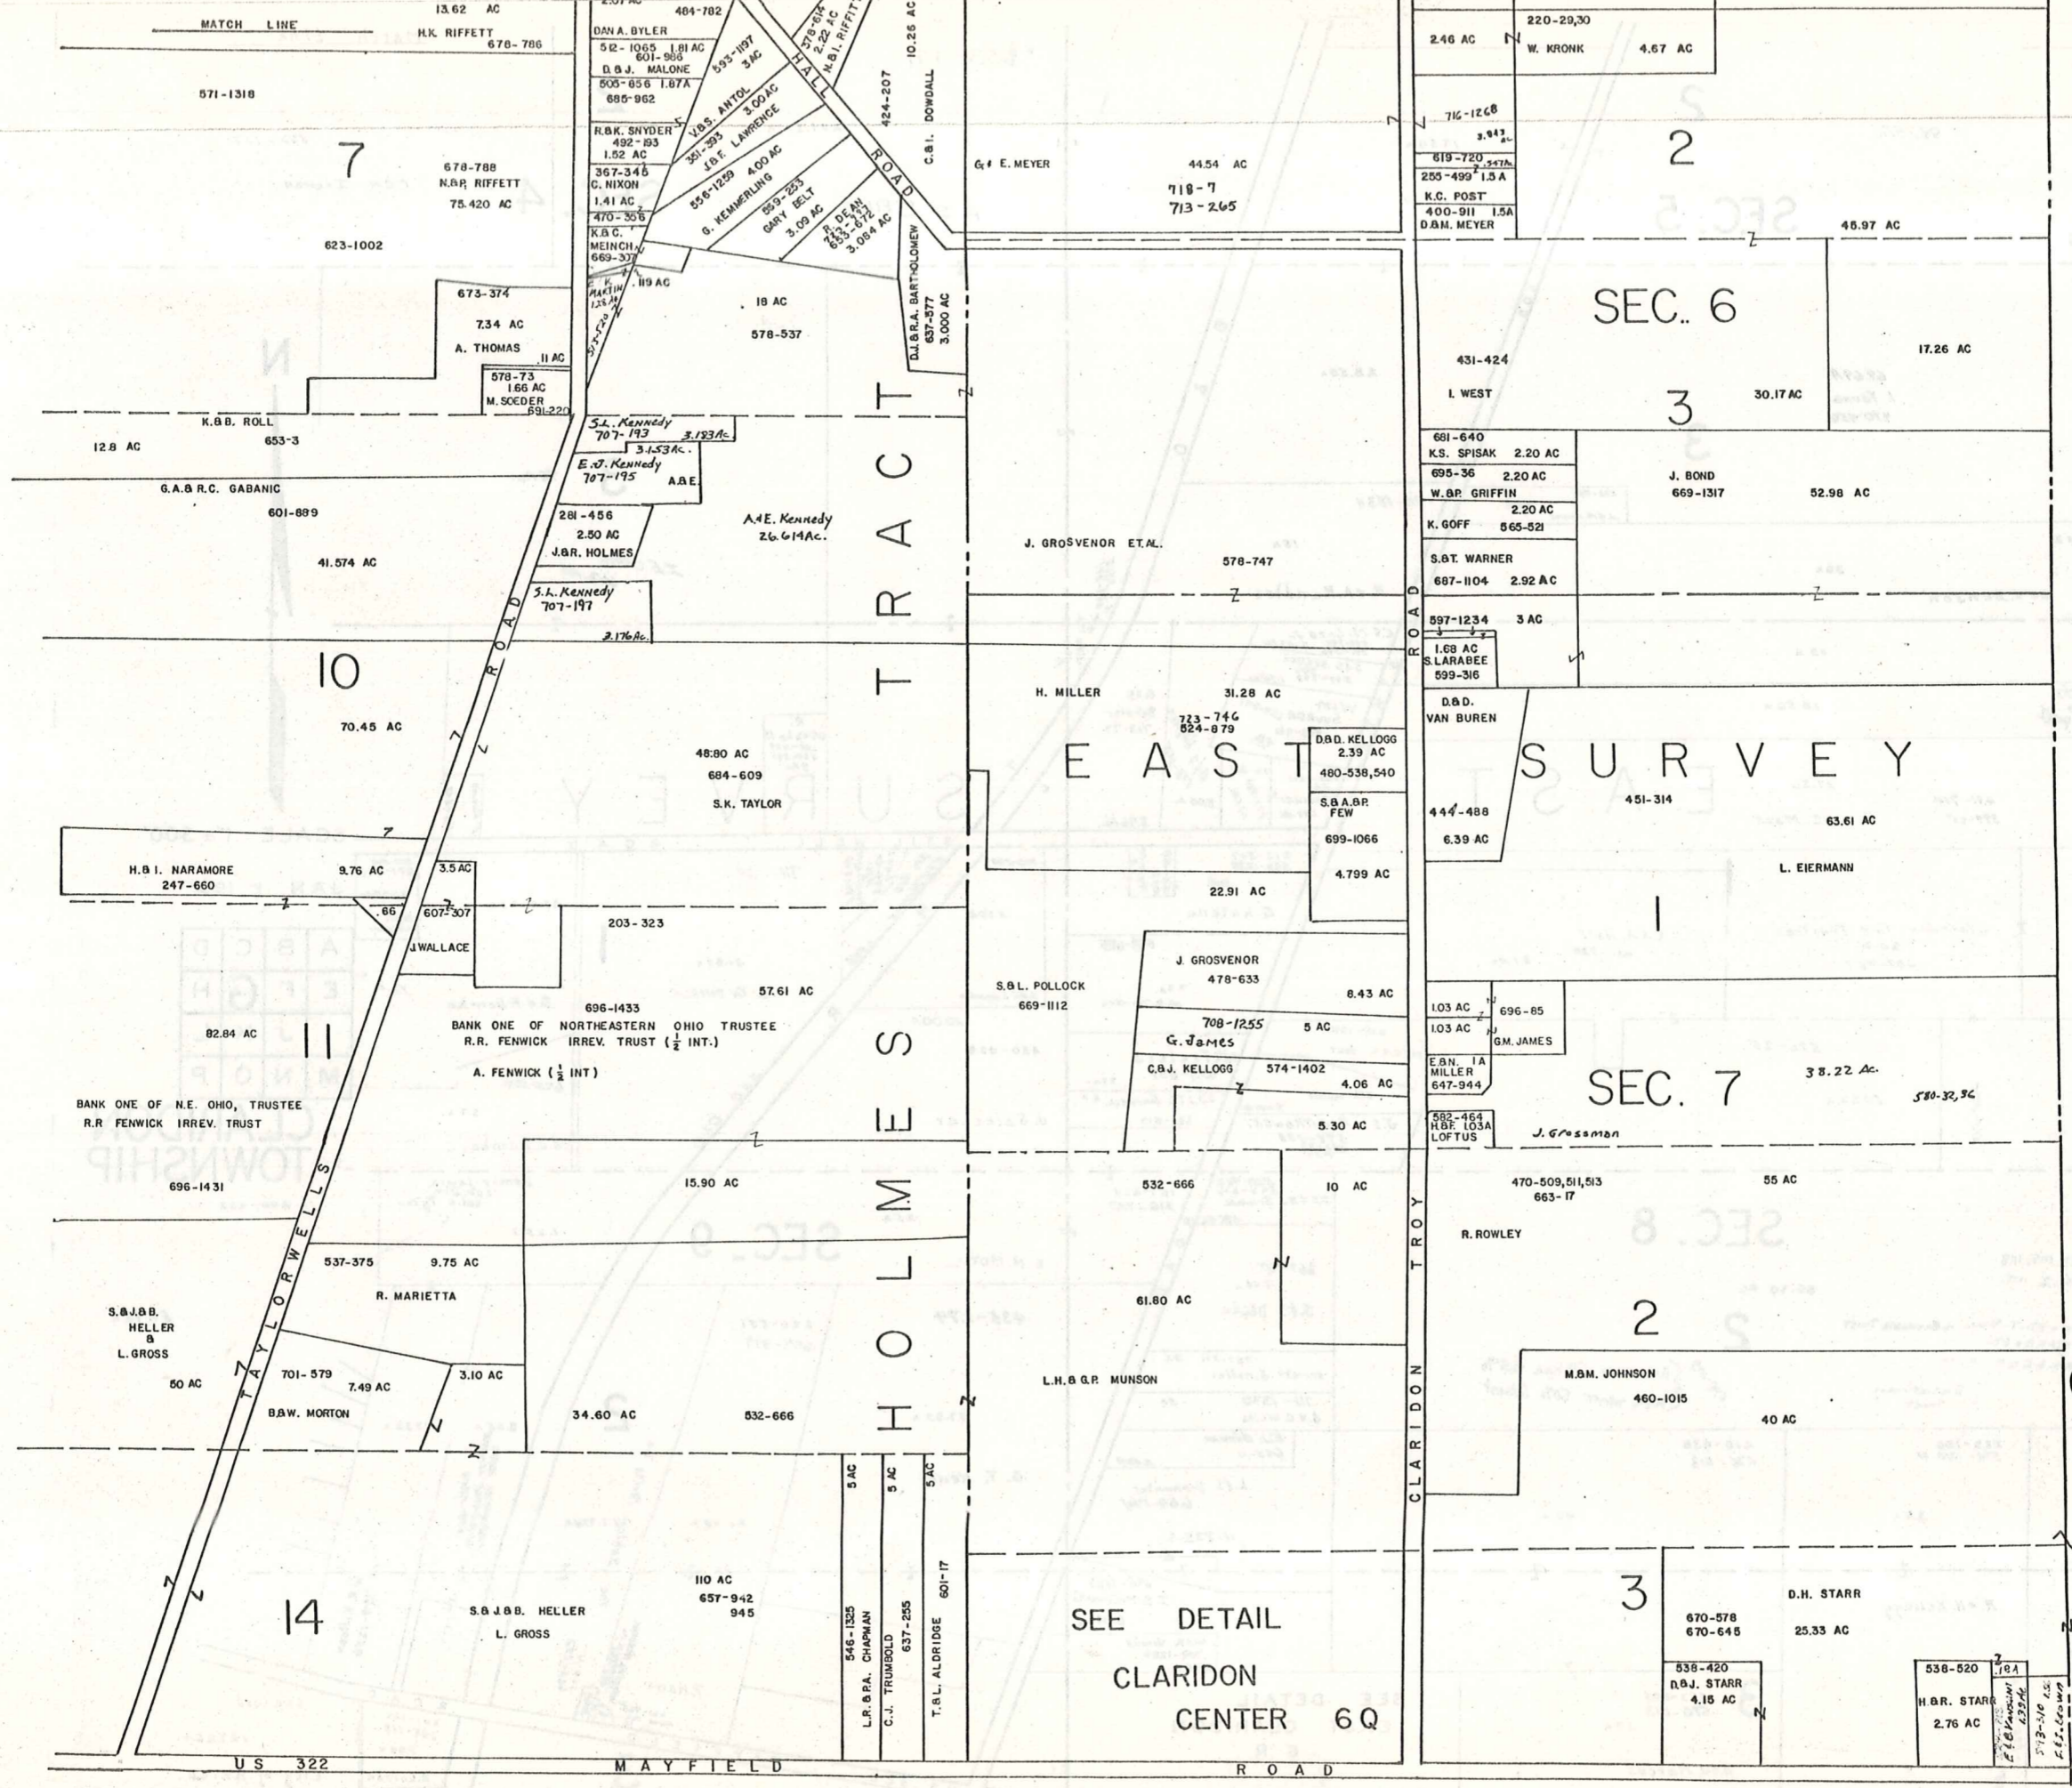 MATCH LINE
13.62 AC
H.K. RIFFETT
678-786
571-1318
7
678-788
N.&P. RIFFETT
75.420 AC
623-1002
673-374
7.34 AC
A. THOMAS
.11 AC
578-73
1.66 AC
M. SOEDER
691-220
K.&B. ROLL
653-3
12.8 AC
G.A.& R.C. GABANIC
601-889
41.574 AC
10
70.45 AC
H.& I. NARAMORE
9.76 AC
247-660
.66
82.84 AC
11
BANK ONE OF N.E. OHIO, TRUSTEE
R.R FENWICK IRREV. TRUST
696-1431
S.& J.& B.
HELLER
&
L. GROSS
50 AC
TAYLORWELLS ROAD
484-782
DAN A. BYLER
512-1065 1.81 AC
601-986
D.& J. MALONE
505-856 1.87A
685-962
R.&K. SNYDER
492-193
1.52 AC
367-345
C. NIXON
1.41 AC
470-356
K.& C.
MEINCH
669-307
MARTIN
593-1197
3 AC
V.&S. ANTOL
3.00 AC
351-393
J.&F. LAWRENCE
556-1259 4.00 AC
G. KEMMERLING
559-253
GARY BELT
3.09 AC
R. DEAN
653-672
3.084 AC
378-614
2.22 AC
N.& I. RIFFITT
HALL ROAD
424-207
10.26 AC
C.& I. DOWDALL
.119 AC
18 AC
578-537
D.J.& R.A. BARTHOLOMEW
637-577
3.000 AC
S.L. Kennedy
707-193
3.183Ac.
3.153Ac.
E.J. Kennedy
707-195
A.&E.
281-456
2.50 AC
J.&R. HOLMES
A.&E. Kennedy
26.614Ac.
S.L. Kennedy
707-197
48.80 AC
684-609
S.K. TAYLOR
3.5 AC
607-307
J.WALLACE
203-323
57.61 AC
696-1433
BANK ONE OF NORTHEASTERN OHIO TRUSTEE
R.R. FENWICK IRREV. TRUST (½ INT.)
A. FENWICK (½ INT)
15.90 AC
537-375
9.75 AC
R. MARIETTA
701-579
7.49 AC
B.&W. MORTON
3.10 AC
34.60 AC
532-666
14
S.& J.&B. HELLER
L. GROSS
110 AC
657-942
945
5 AC
546-1325
L.R.& P.A. CHAPMAN
5 AC
637-255
C.J. TRUMBOLD
5 AC
601-17
T.& L. ALDRIDGE
HOLMES TRACT
G & E. MEYER
44.54 AC
718-7
713-265
J. GROSVENOR ET.AL.
578-747
H. MILLER
31.28 AC
723-746
524-879
D.&D. KELLOGG
2.39 AC
480-538,540
S.& A.&P.
FEW
699-1066
4.799 AC
22.91 AC
EAST SURVEY
S.& L. POLLOCK
669-1112
J. GROSVENOR
478-633
8.43 AC
708-1255
5 AC
G. James
C.&J. KELLOGG
574-1402
4.06 AC
5.30 AC
532-666
10 AC
61.80 AC
L.H.& G.P. MUNSON
SEE DETAIL
CLARIDON
CENTER 6Q
CLARIDON TROY ROAD
2.46 AC
220-29,30
W. KRONK
4.67 AC
716-1268
3.943
619-720
255-499 1.5 A
K.C. POST
400-911 1.5A
D.&M. MEYER
2
45.97 AC
SEC. 6
431-424
I. WEST
3
30.17 AC
17.26 AC
681-640
K.S. SPISAK 2.20 AC
695-36 2.20 AC
W.&P. GRIFFIN
2.20 AC
K. GOFF 565-521
S.&T. WARNER
687-1104 2.92 AC
J. BOND
669-1317
52.98 AC
597-1234
3 AC
1.68 AC
S.LARABEE
599-316
D.&D.
VAN BUREN
444-488
6.39 AC
451-314
63.61 AC
L. EIERMANN
1
1.03 AC
1.03 AC
696-85
G.M. JAMES
E.&N. 1A
MILLER
647-944
582-464
H.&F. 1.03A
LOFTUS
SEC. 7
38.22 Ac.
580-32,96
J. Grossman
470-509,511,513
663-17
55 AC
R. ROWLEY
2
M.&M. JOHNSON
460-1015
40 AC
3
D.H. STARR
670-578
670-645
25.33 AC
538-420
D.&J. STARR
4.15 AC
538-520
H.&R. STARR
2.76 AC
US 322 MAYFIELD ROAD